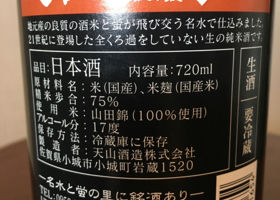 地元産の良質の酒米と蛍が飛び交う名水で仕込みました。
21世紀に登場した全くろ過をしていない生の純米酒です。
品目:日本酒 内容量:720ml
原材料名:米(国産)、米麹(国産米)
精米歩合:75%
使用米:山田錦(100%使用)
アルコール分:17度
保存方法:冷蔵庫に保存
製造者:天山酒造株式会社
佐賀県小城市小城町岩蔵1520
―名水と蛍の里に銘酒あり―
生酒
要冷蔵